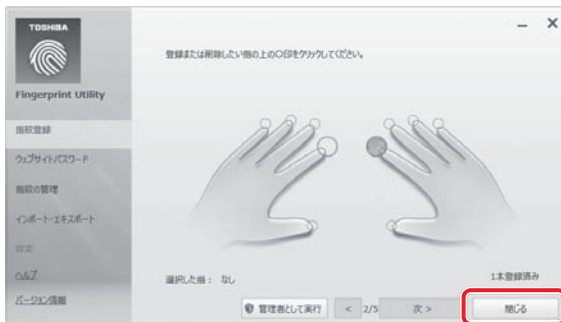 TOSHIBA
Fingerprint Utility
指紋登録
ウェブサイトパスワード
指紋の管理
インポート・エキスポート
設定
ヘルプ
バージョン情報
登録または削除したい指の上の○印をクリックしてください。
選択した指： なし
1本登録済み
管理者として実行
<
2/5
次 >
閉じる